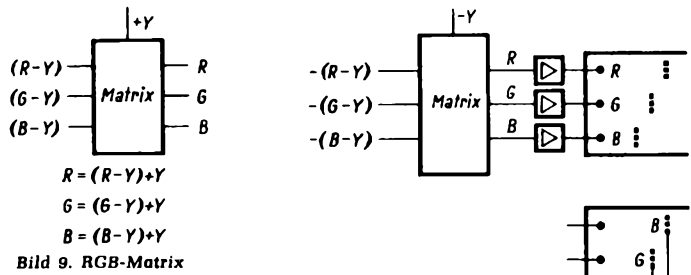 +Y
(R-Y)
(G-Y)
(B-Y)
Matrix
R
G
B
R = (R-Y)+Y
G = (G-Y)+Y
B = (B-Y)+Y
Bild 9. RGB-Matrix
-Y
-(R-Y)
-(G-Y)
-(B-Y)
Matrix
R
G
B
R
G
B
B
G